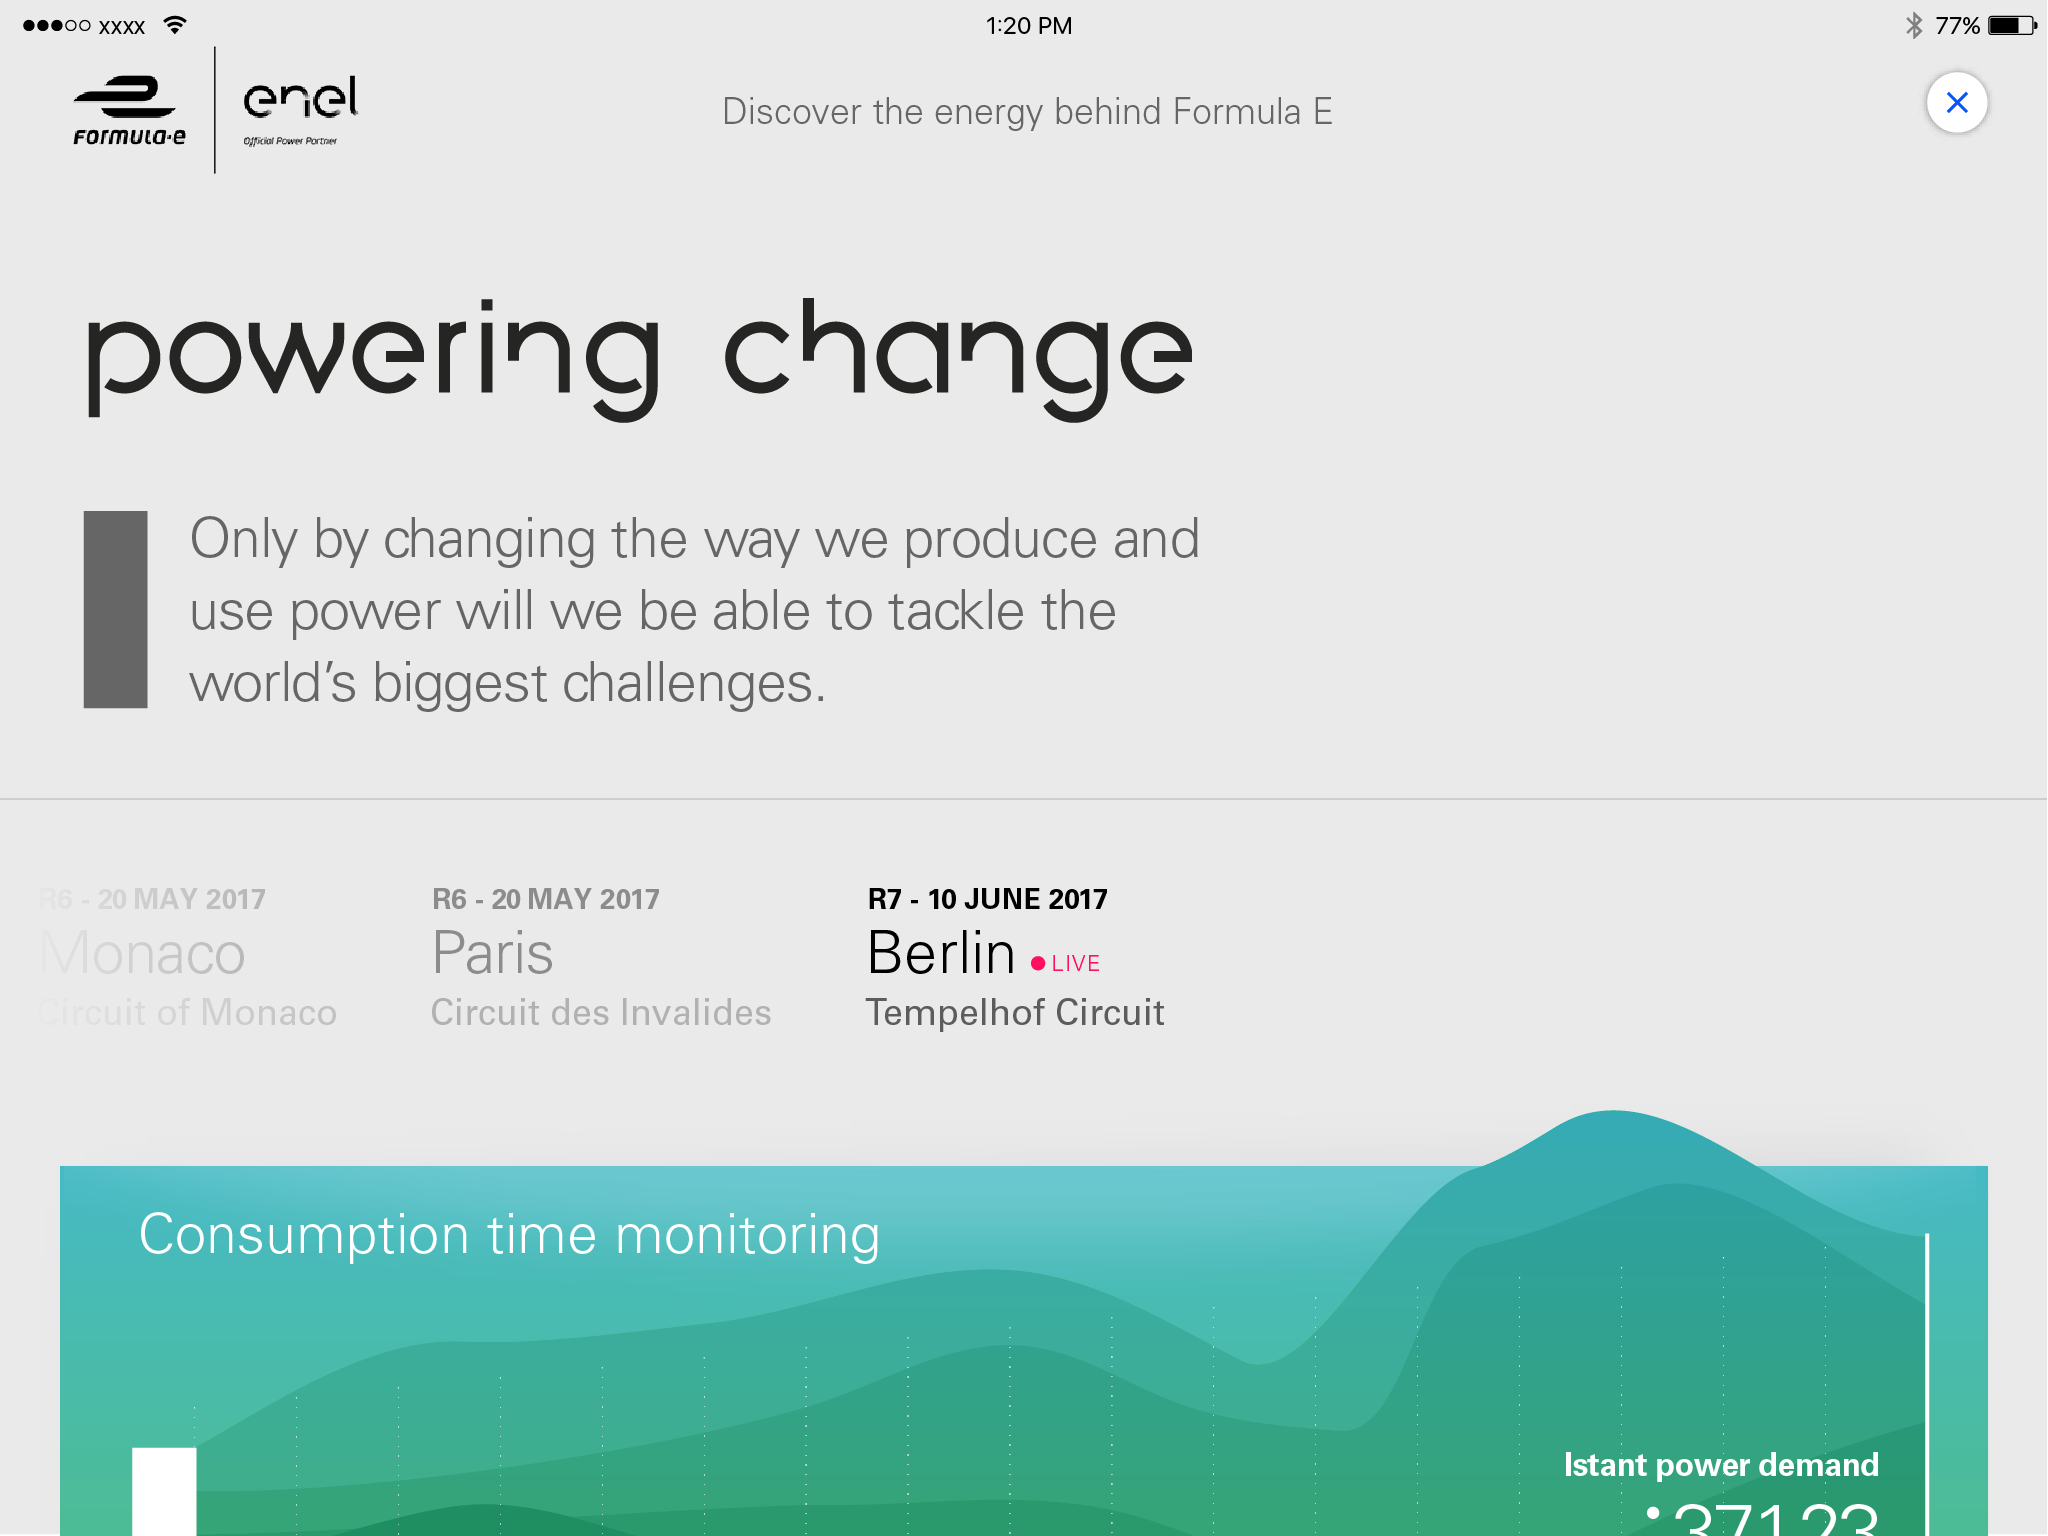 xxxx
1:20 PM
77%
FORMULA-E
enel
Official Power Partner
Discover the energy behind Formula E
powering change
Only by changing the way we produce and
use power will we be able to tackle the
world's biggest challenges.
R6 - 20 MAY 2017
Monaco
Circuit of Monaco
R6 - 20 MAY 2017
Paris
Circuit des Invalides
R7 - 10 JUNE 2017
Berlin LIVE
Tempelhof Circuit
Consumption time monitoring
Istant power demand
37123